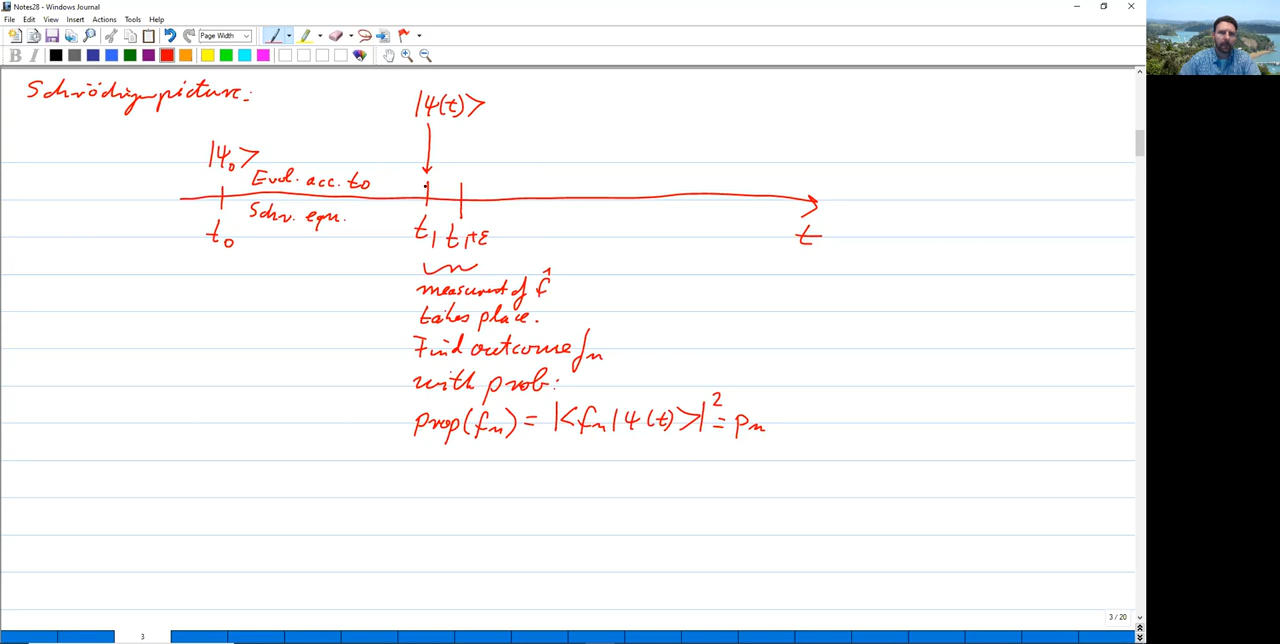 Notes28 - Windows Journal
File Edit View Insert Actions Tools Help
Page Width
B I
Schrödinger picture:
|ψ(t)>
|ψ₀>
Evol. acc. to
Schr. equ.
t₀
t₁ t₁+ε
t
measuremt of f̂
takes place.
Find outcome fₙ
with prob:
prop(fₙ) = |<fₙ|ψ(t)>|² = pₙ
3 / 20
3